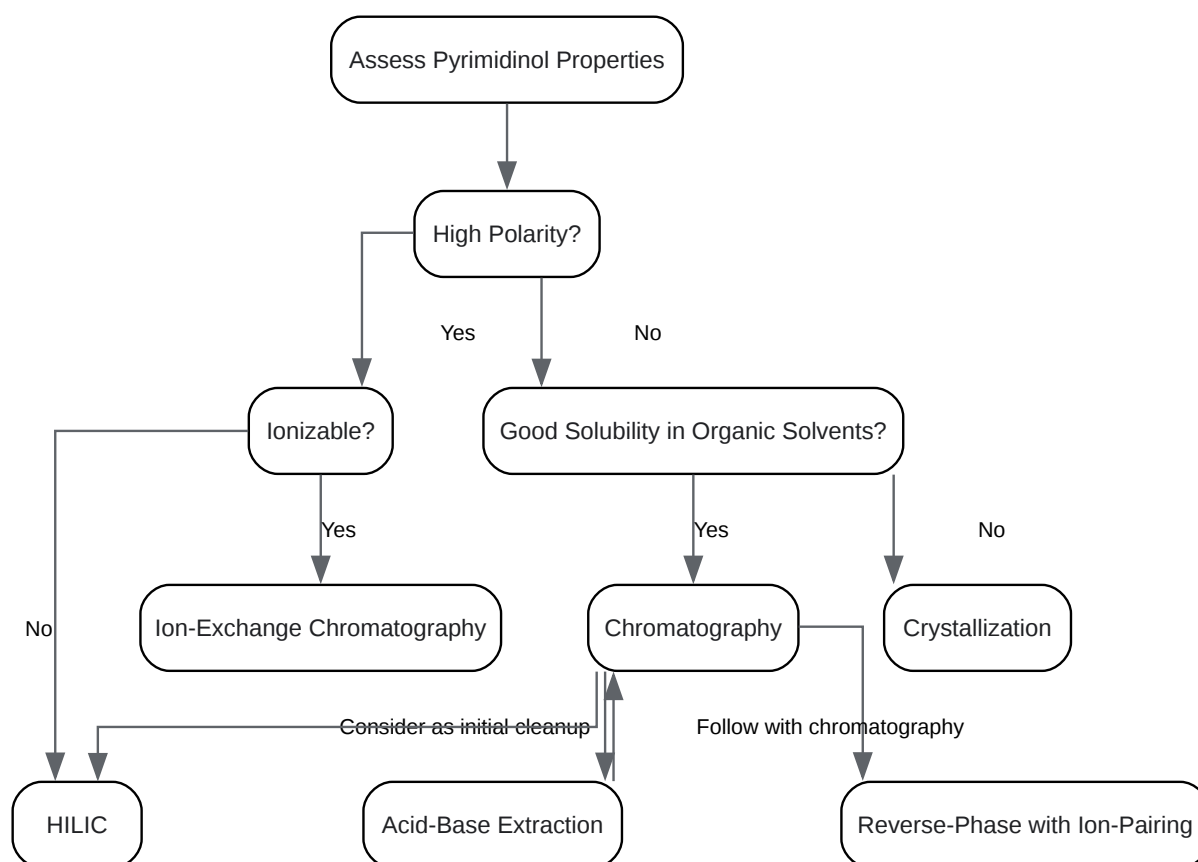 Assess Pyrimidinol Properties
High Polarity?
Yes
No
Ionizable?
Good Solubility in Organic Solvents?
Yes
Yes
No
No
Ion-Exchange Chromatography
Chromatography
Crystallization
Consider as initial cleanup
Follow with chromatography
HILIC
Acid-Base Extraction
Reverse-Phase with Ion-Pairing